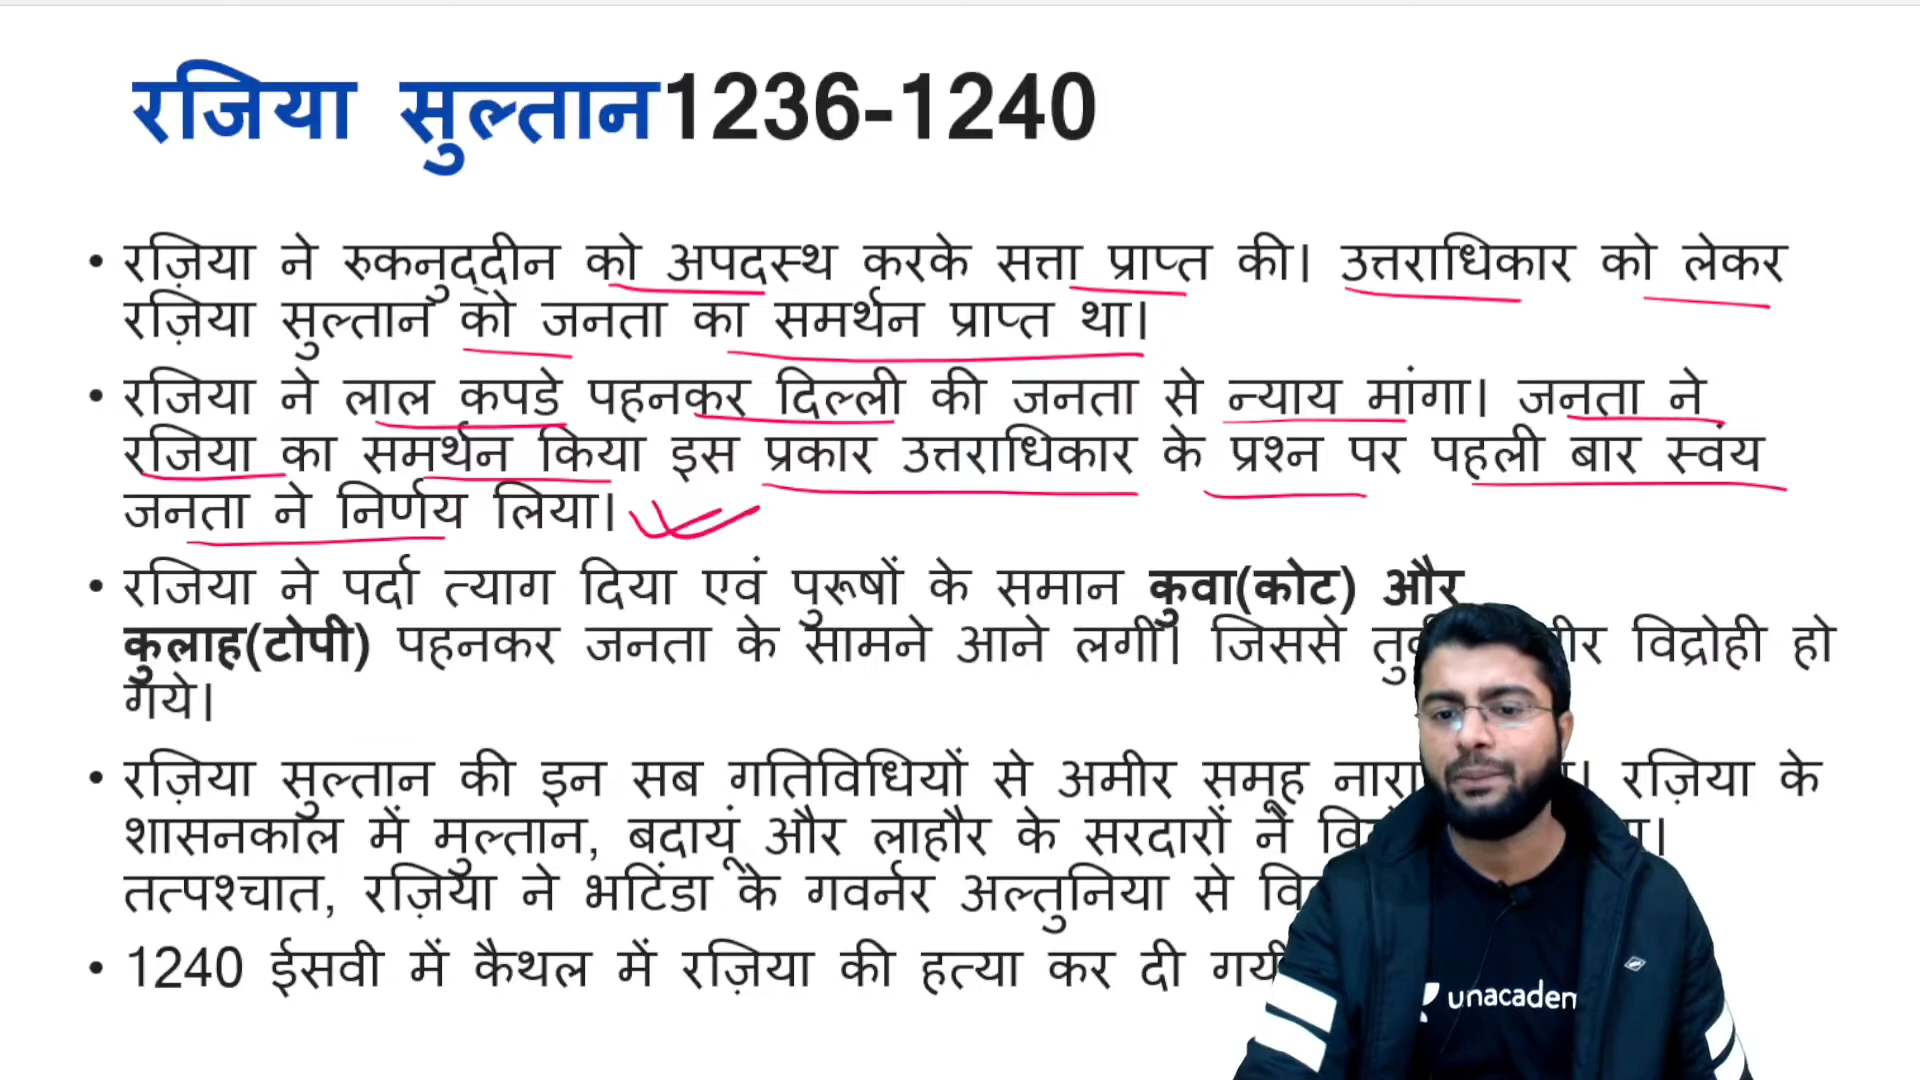 रजिया सुल्तान1236-1240
• रज़िया ने रुकनुद्दीन को अपदस्थ करके सत्ता प्राप्त की। उत्तराधिकार को लेकर
रज़िया सुल्तान को जनता का समर्थन प्राप्त था।
• रजिया ने लाल कपडे पहनकर दिल्ली की जनता से न्याय मांगा। जनता ने
रजिया का समर्थन किया इस प्रकार उत्तराधिकार के प्रश्न पर पहली बार स्वंय
जनता ने निर्णय लिया।
• रजिया ने पर्दा त्याग दिया एवं पुरूषों के समान कुवा(कोट) और
कुलाह(टोपी) पहनकर जनता के सामने आने लगी। जिससे विद्रोही हो
गये।
• रज़िया सुल्तान की इन सब गतिविधियों से अमीर समूह रज़िया के
शासनकाल में मुल्तान, बदायूं और लाहौर के सरदारों ने
तत्पश्चात, रज़िया ने भटिंडा के गवर्नर अल्तुनिया से
• 1240 ईसवी में कैथल में रज़िया की हत्या कर दी
unacadem